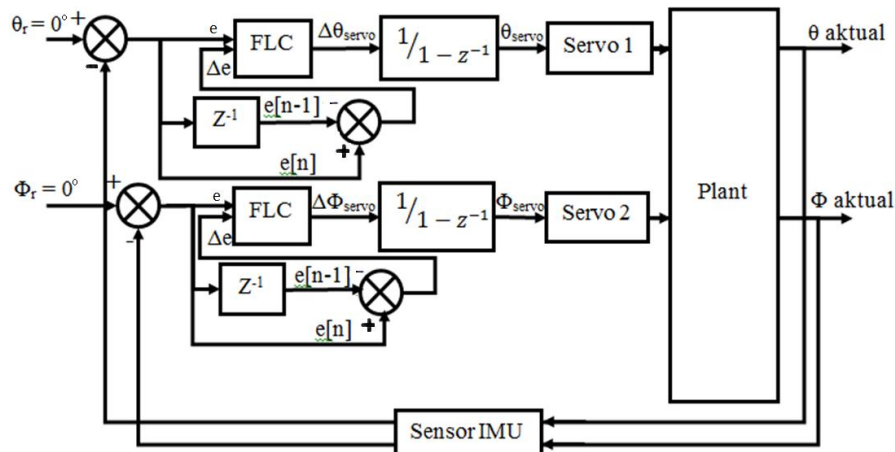 θr = 0°
+
-
e
Δe
FLC
Δθservo
1/1 − z⁻¹
θservo
Servo 1
θ aktual
Z-1
e[n-1]
-
+
e[n]
Φr = 0°
+
-
e
Δe
FLC
ΔΦservo
1/1 − z⁻¹
Φservo
Servo 2
Plant
Φ aktual
Z-1
e[n-1]
-
+
e[n]
Sensor IMU